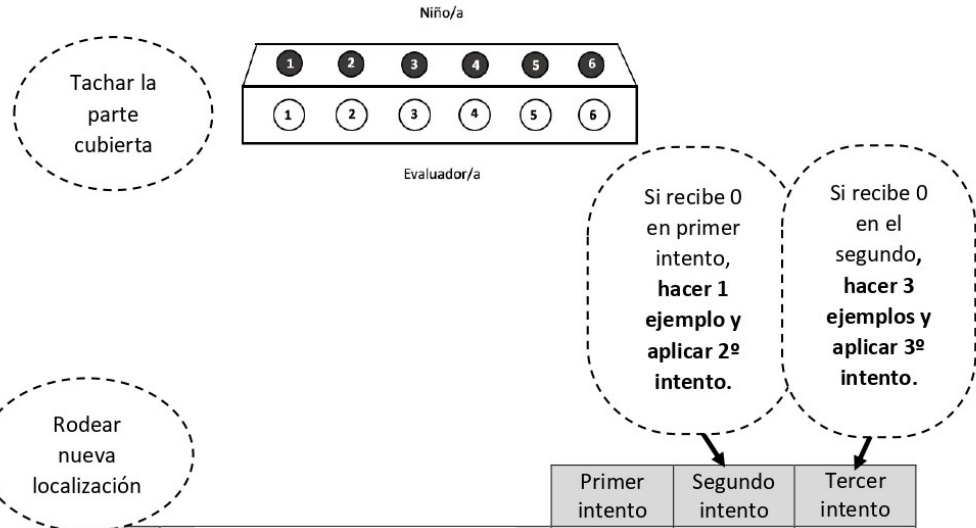 Niño/a
1 2 3 4 5 6
1 2 3 4 5 6
Evaluador/a
Tachar la
parte
cubierta
Si recibe 0
en primer
intento,
hacer 1
ejemplo y
aplicar 2º
intento.
Si recibe 0
en el
segundo,
hacer 3
ejemplos y
aplicar 3º
intento.
Rodear
nueva
localización
Primer
intento
Segundo
intento
Tercer
intento